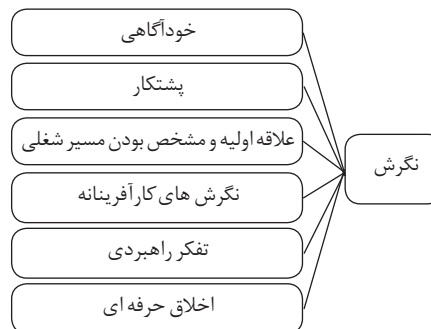 خودآگاهی
پشتکار
علاقه اولیه و مشخص بودن مسیر شغلی
نگرش
نگرش های کارآفرینانه
تفکر راهبردی
اخلاق حرفه ای